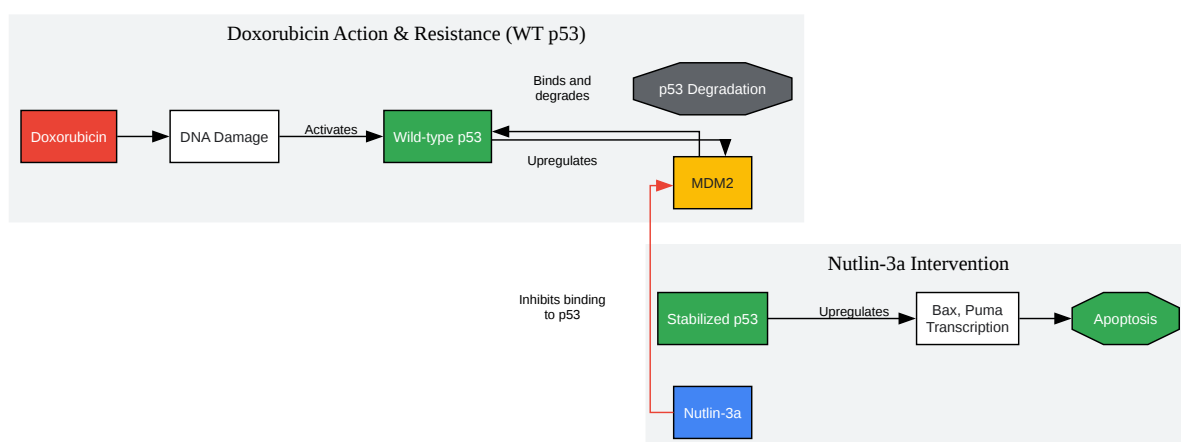 Doxorubicin Action & Resistance (WT p53)
Binds and
degrades
p53 Degradation
Doxorubicin
DNA Damage
Activates
Wild-type p53
Upregulates
MDM2
Nutlin-3a Intervention
Inhibits binding
to p53
Stabilized p53
Upregulates
Bax, Puma
Transcription
Apoptosis
Nutlin-3a